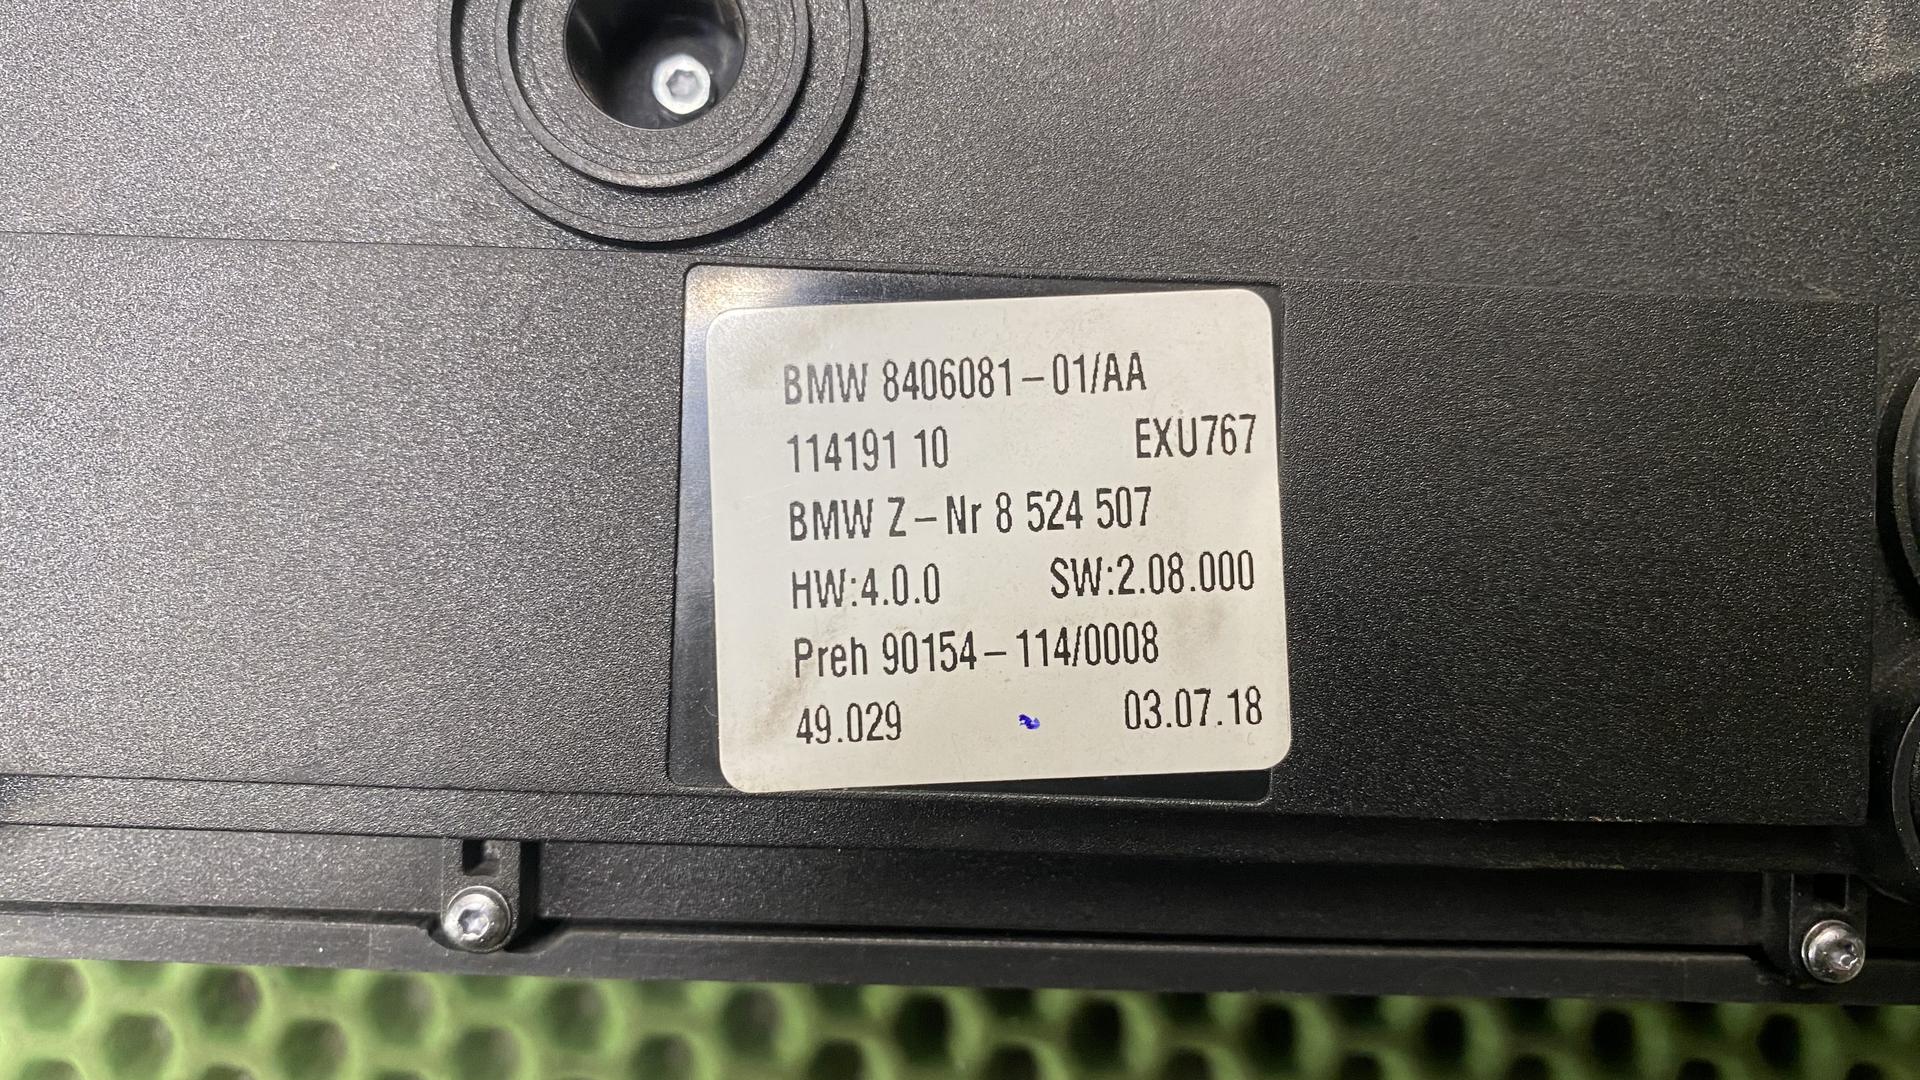 BMW 8406081-01/AA
114191 10 EXU767
BMW Z-Nr 8 524 507
HW:4.0.0 SW:2.08.000
Preh 90154-114/0008
49.029 03.07.18